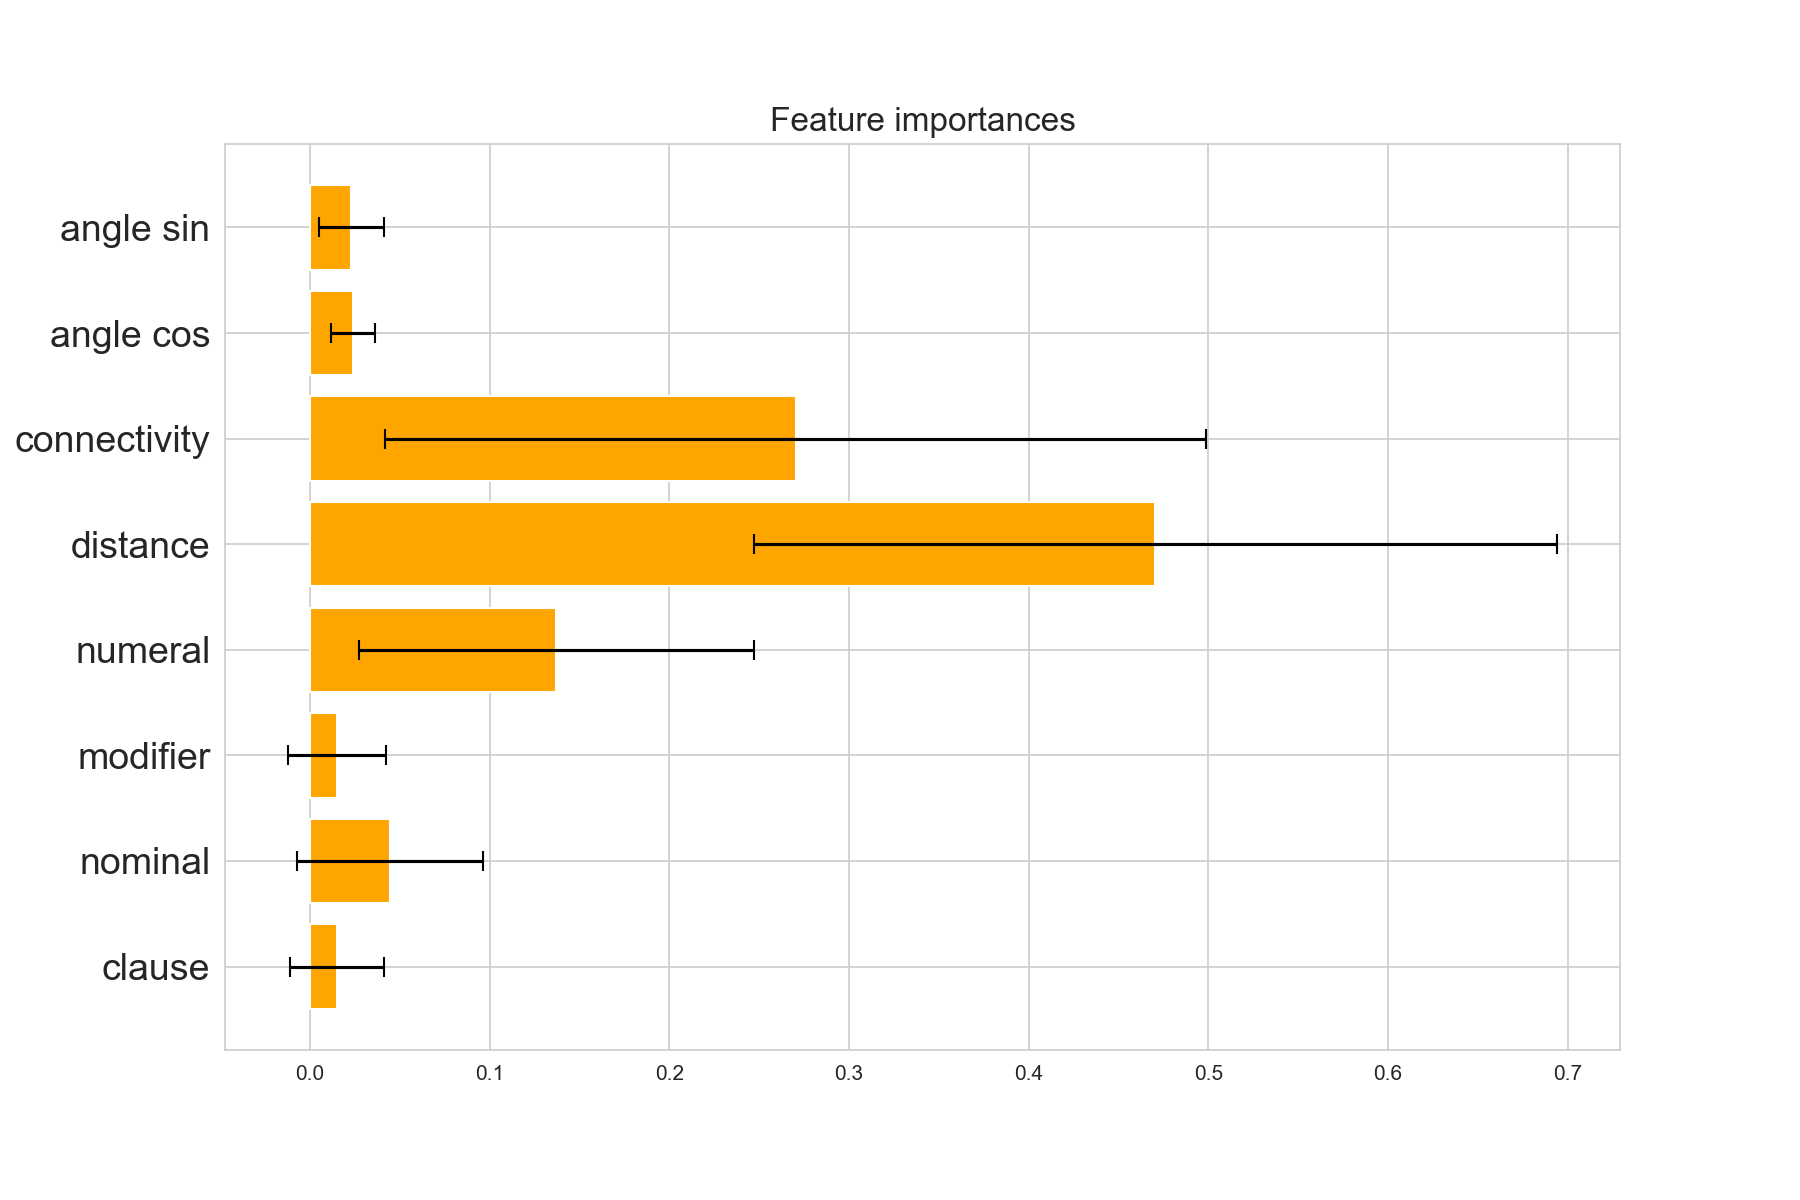 Feature importances
angle sin
angle cos
connectivity
distance
numeral
modifier
nominal
clause
0.0 0.1 0.2 0.3 0.4 0.5 0.6 0.7